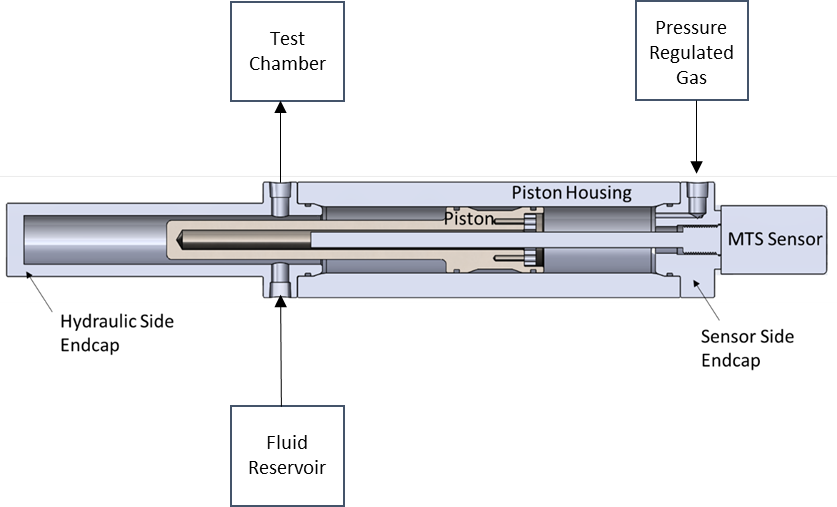 Test
Chamber
Pressure
Regulated
Gas
Piston Housing
Piston
MTS Sensor
Hydraulic Side
Endcap
Sensor Side
Endcap
Fluid
Reservoir